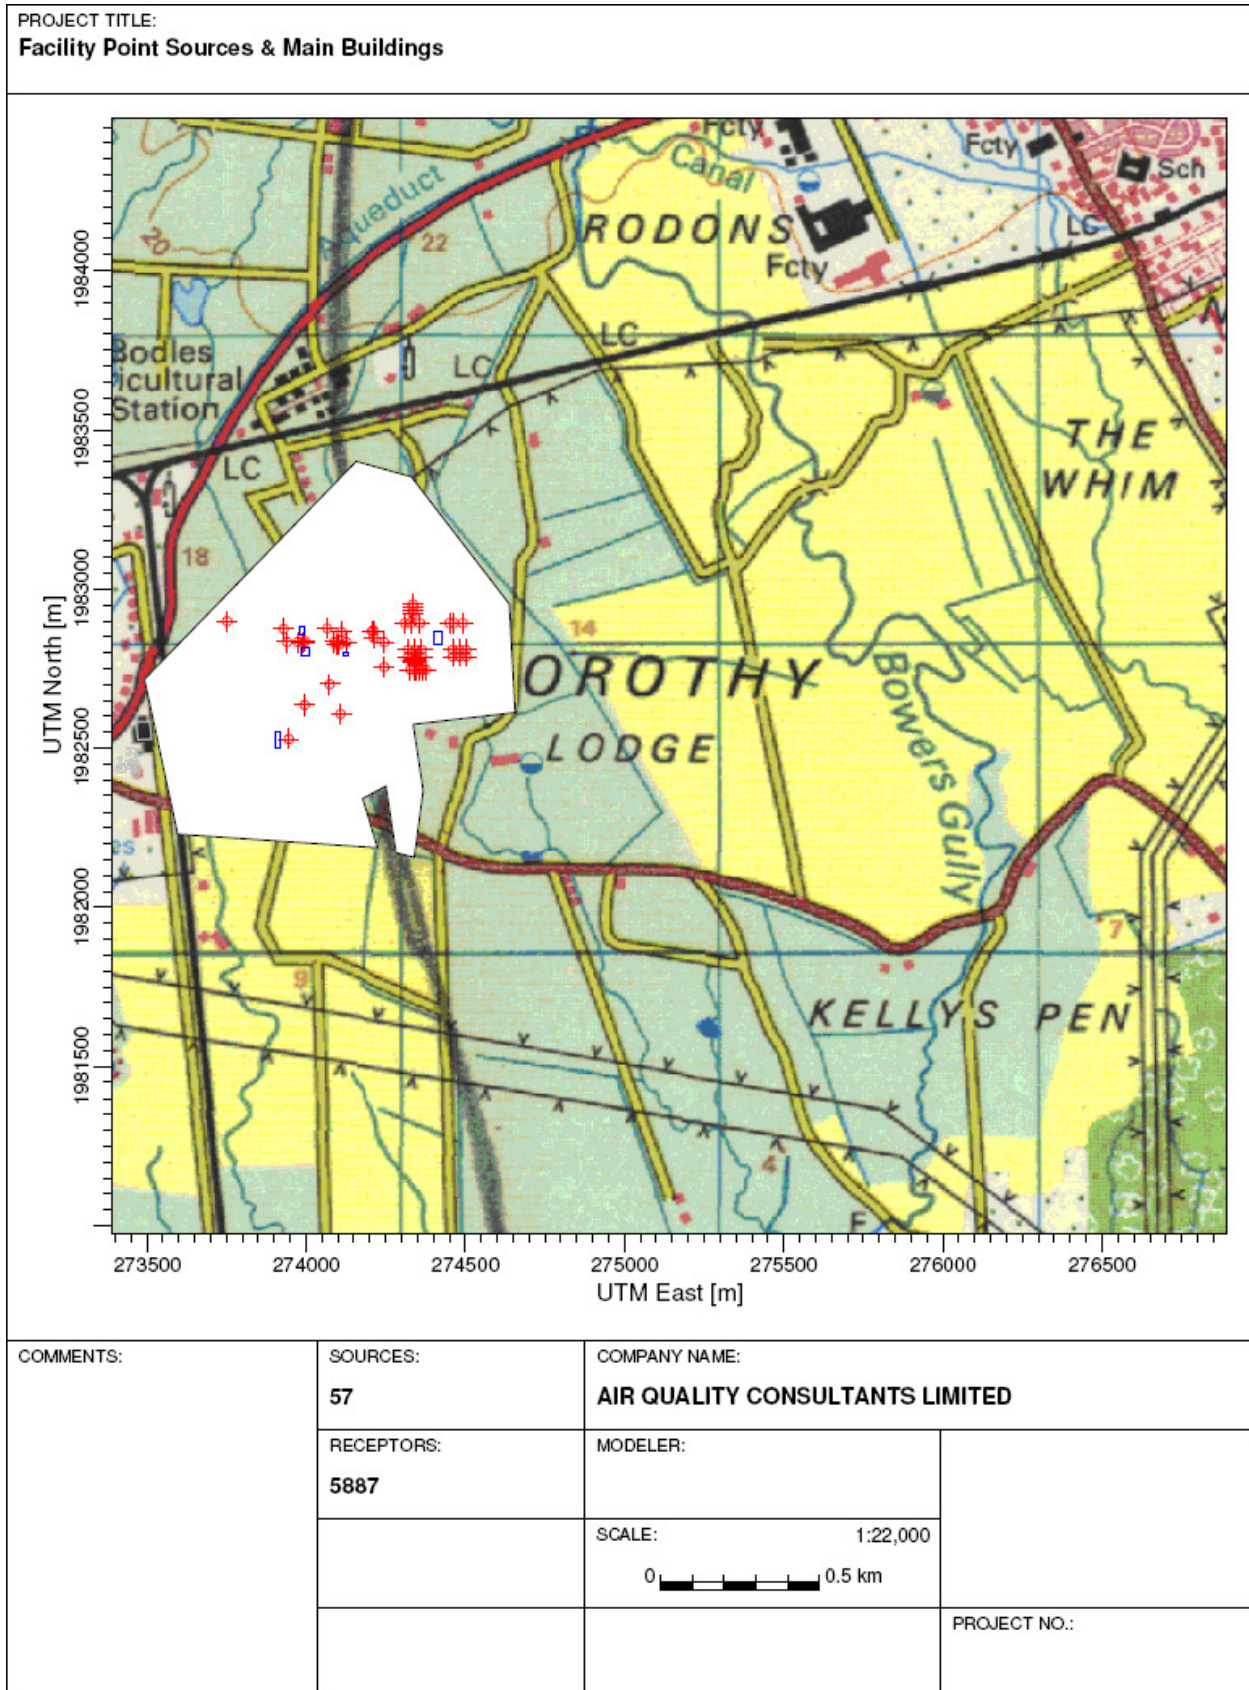 PROJECT TITLE:
Facility Point Sources & Main Buildings
Fcty
Canal
Fcty
Sch
Aqueduct
20
22
RODONS
LC
Fcty
LC
Bodles
icultural
Station
LC
LC
THE
WHIM
18
14
OROTHY
LODGE
Bowers Gully
es
7
9
KELLYS PEN
4
F
UTM North [m]
1984000
1983500
1983000
1982500
1982000
1981500
273500 274000 274500 275000 275500 276000 276500
UTM East [m]
COMMENTS:
SOURCES:
57
COMPANY NAME:
AIR QUALITY CONSULTANTS LIMITED
RECEPTORS:
5887
MODELER:
SCALE: 1:22,000
0 0.5 km
PROJECT NO.: